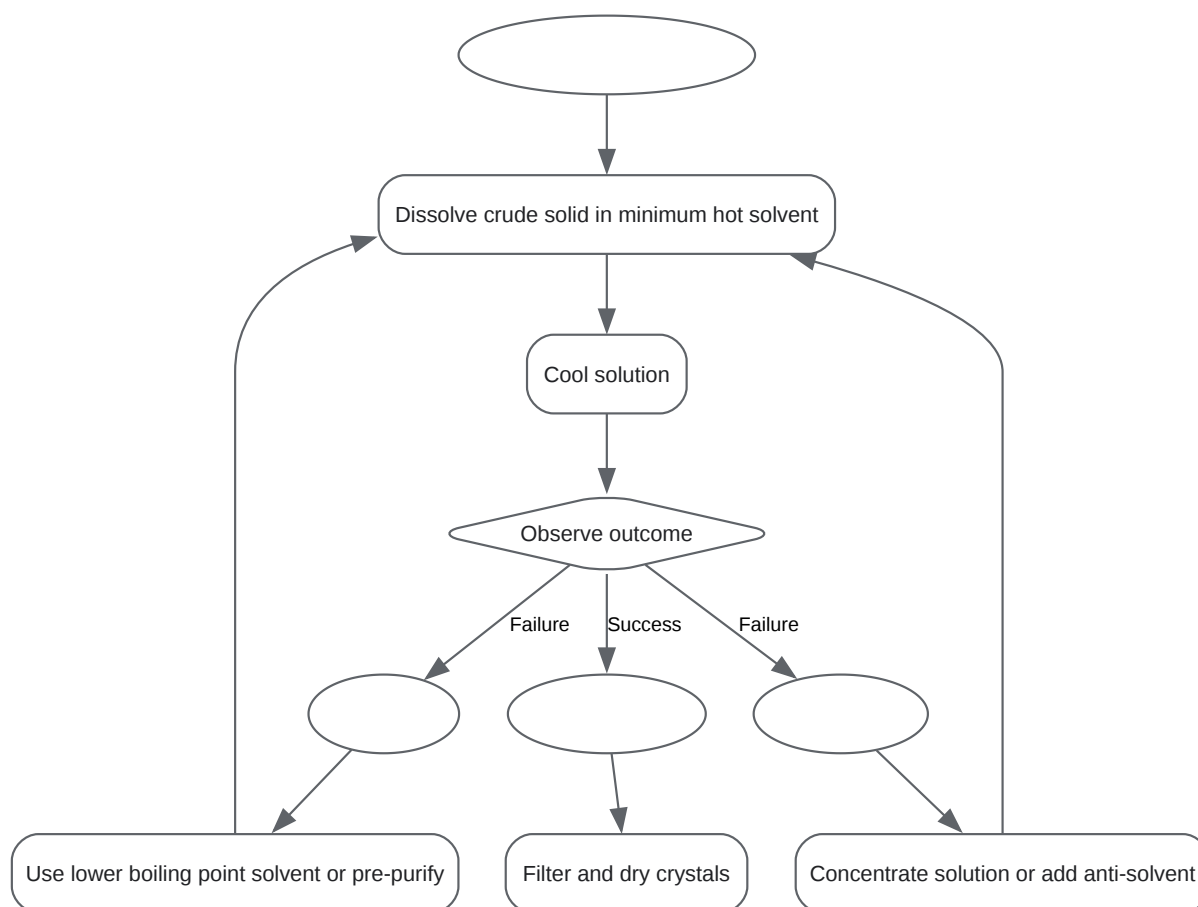 Dissolve crude solid in minimum hot solvent
Cool solution
Observe outcome
Failure
Success
Failure
Use lower boiling point solvent or pre-purify
Filter and dry crystals
Concentrate solution or add anti-solvent